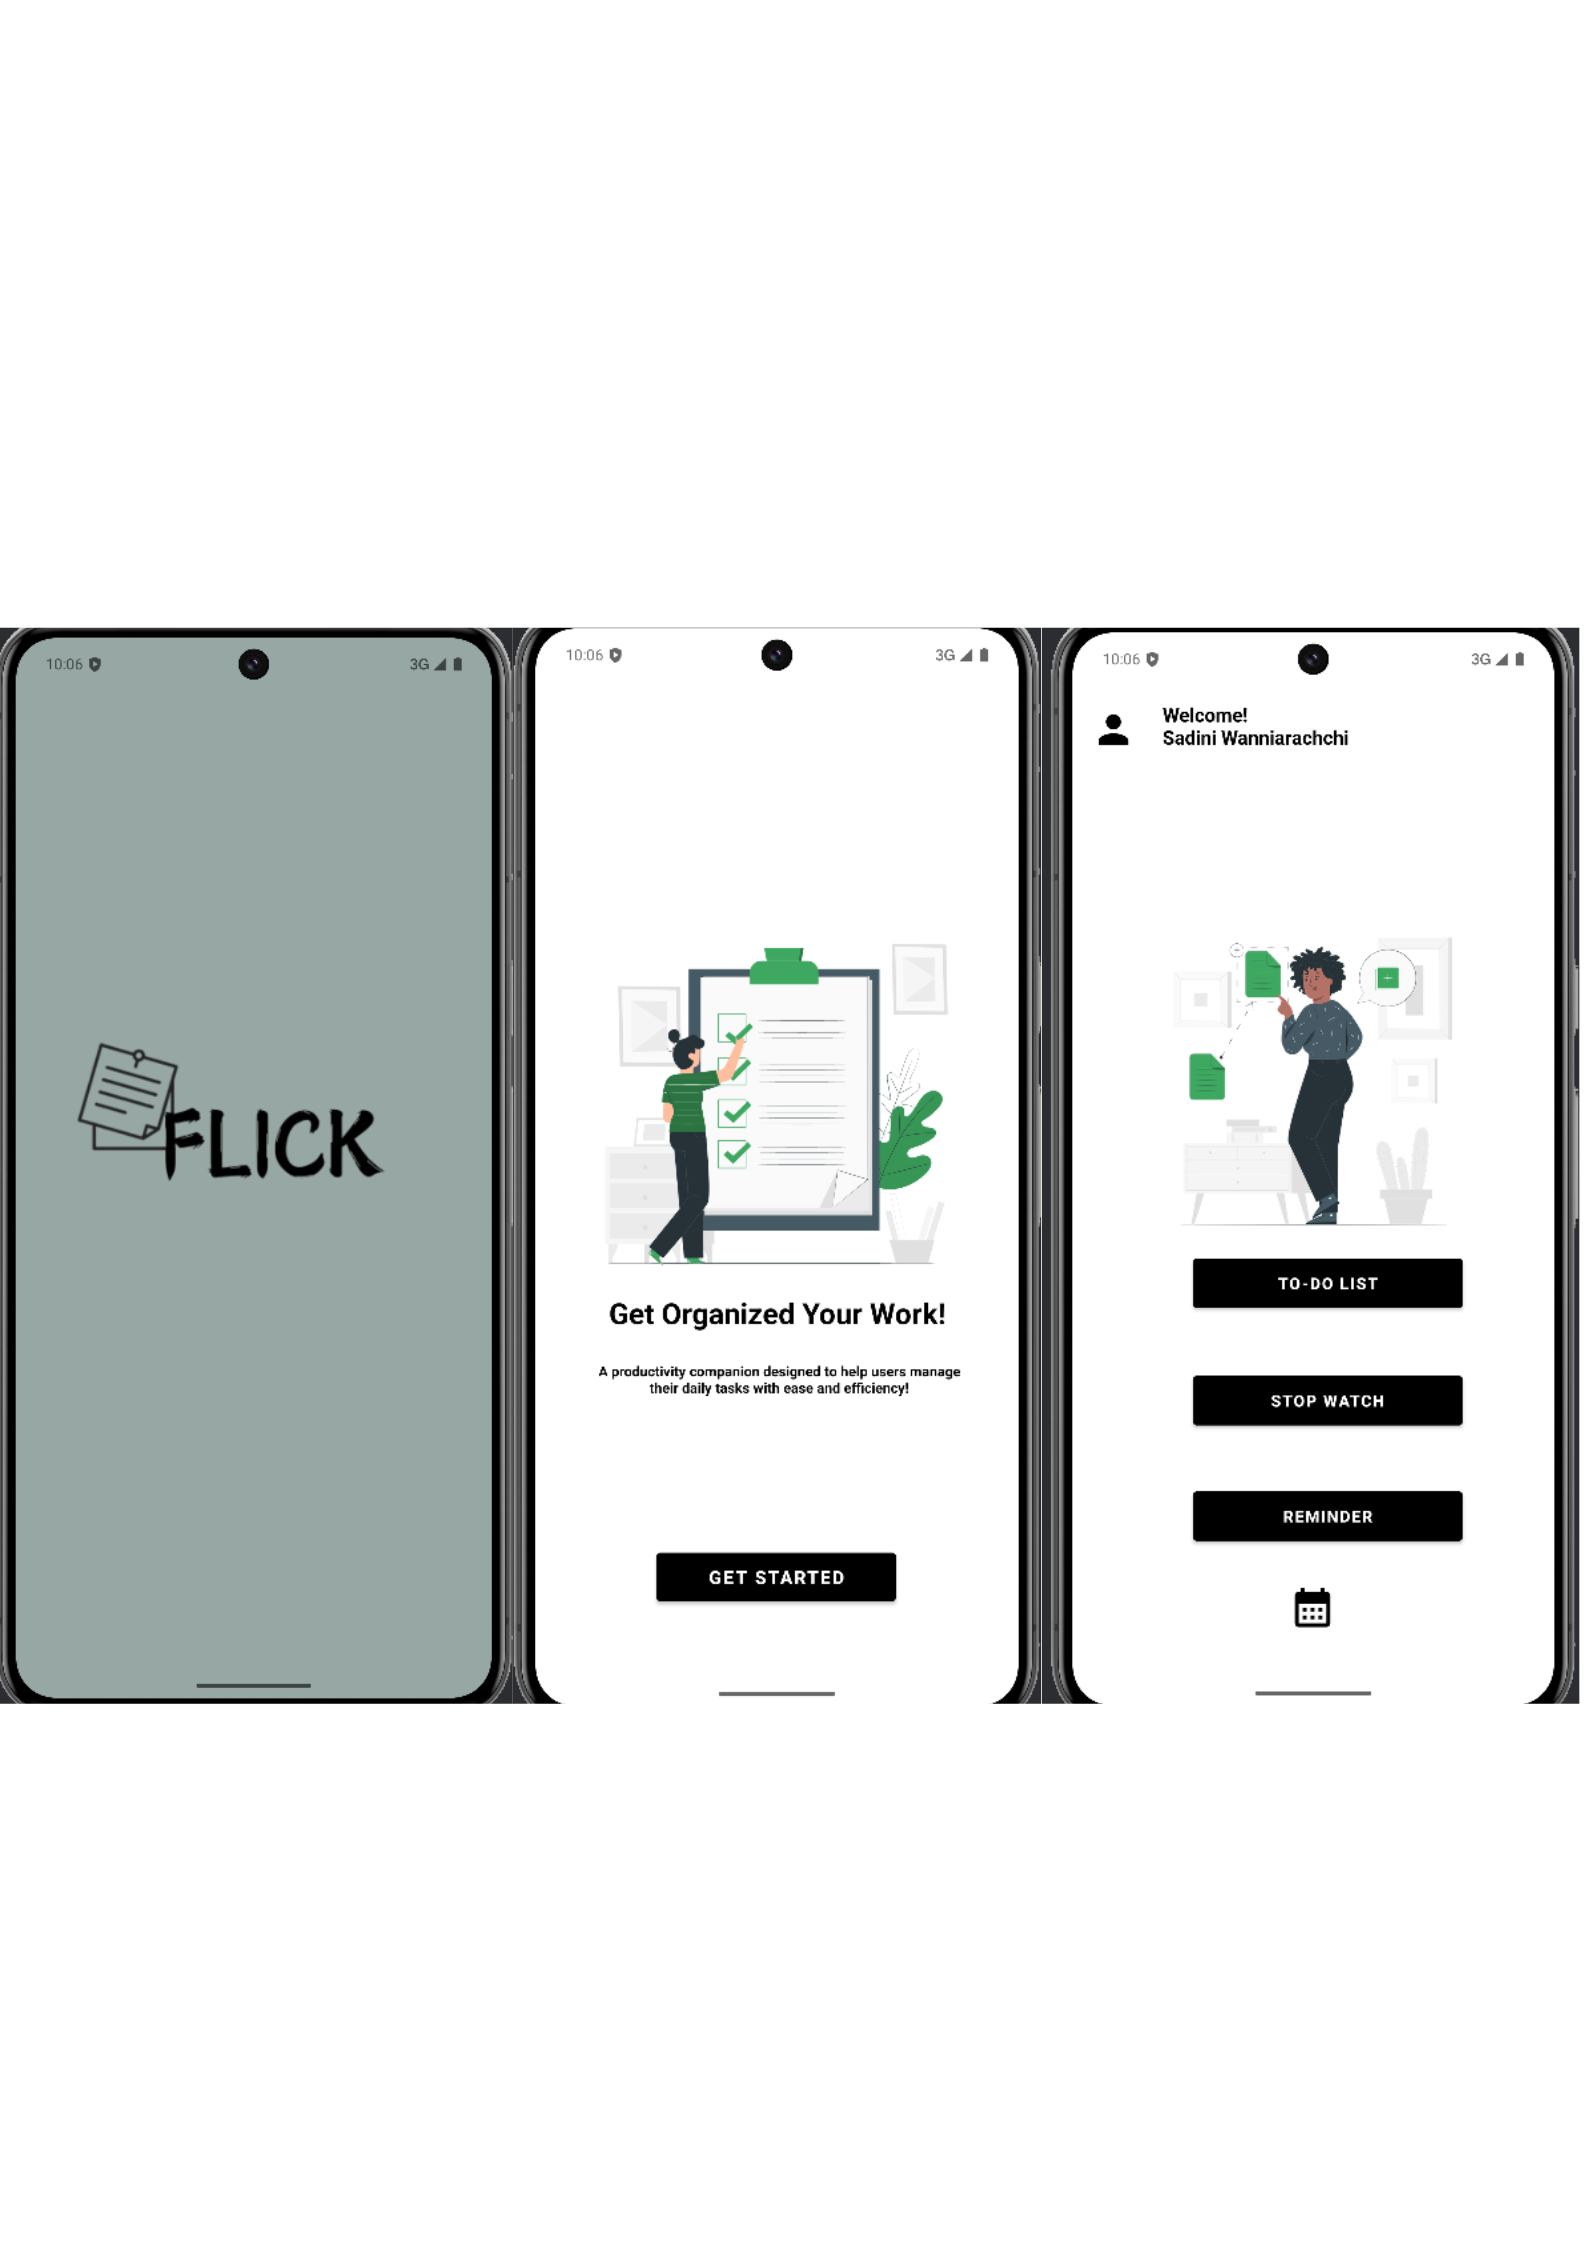 10:06
3G
FLICK
10:06
3G
Get Organized Your Work!
A productivity companion designed to help users manage
their daily tasks with ease and efficiency!
GET STARTED
10:06
3G
Welcome!
Sadini Wanniarachchi
TO-DO LIST
STOP WATCH
REMINDER